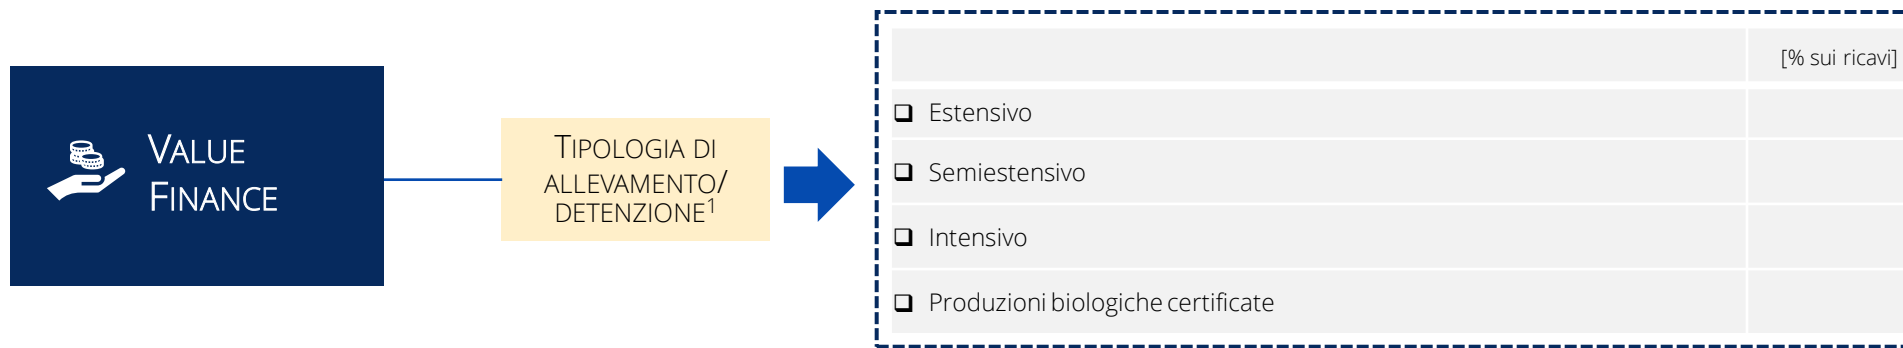 VALUE
FINANCE
TIPOLOGIA DI
ALLEVAMENTO/
DETENZIONE1
[% sui ricavi]
❑ Estensivo
❑ Semiestensivo
❑ Intensivo
❑ Produzioni biologiche certificate